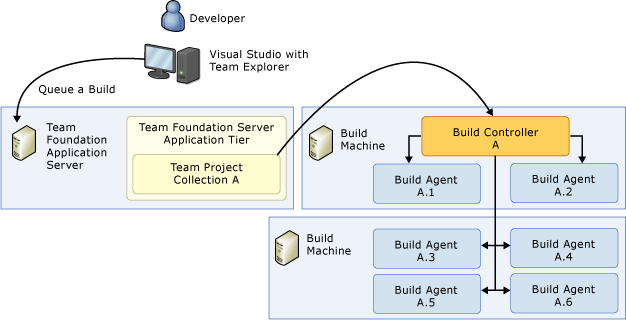 Developer
Visual Studio with
Team Explorer
Queue a Build
Team
Foundation
Application
Server
Team Foundation Server
Application Tier
Team Project
Collection A
Build
Machine
Build Controller
A
Build Agent
A.1
Build Agent
A.2
Build
Machine
Build Agent
A.3
Build Agent
A.4
Build Agent
A.5
Build Agent
A.6